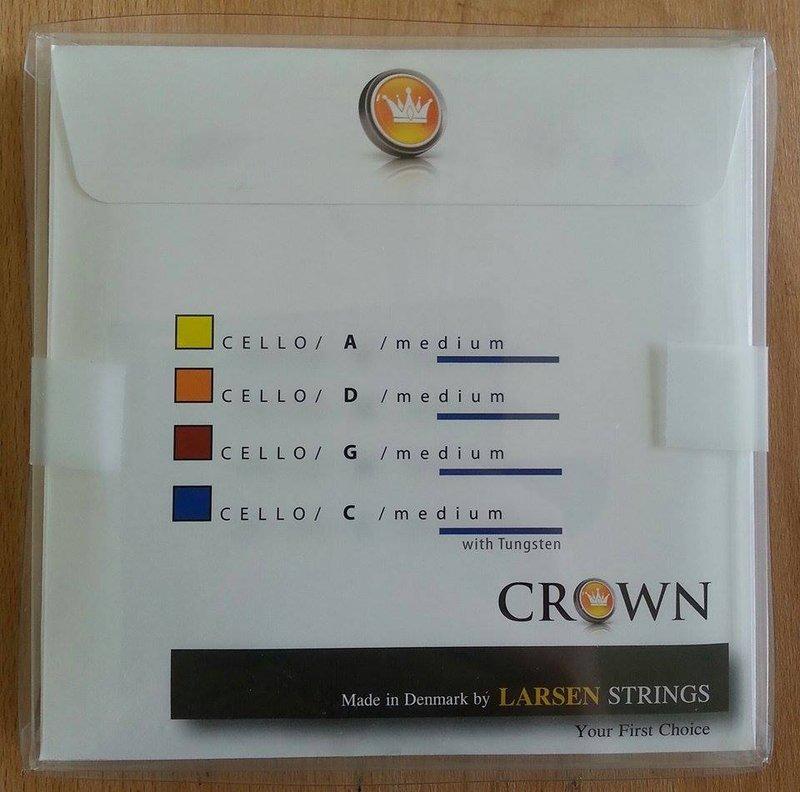 CELLO/ A /medium
CELLO/ D /medium
CELLO/ G /medium
CELLO/ C /medium
with Tungsten
CROWN
Made in Denmark by LARSEN STRINGS
Your First Choice